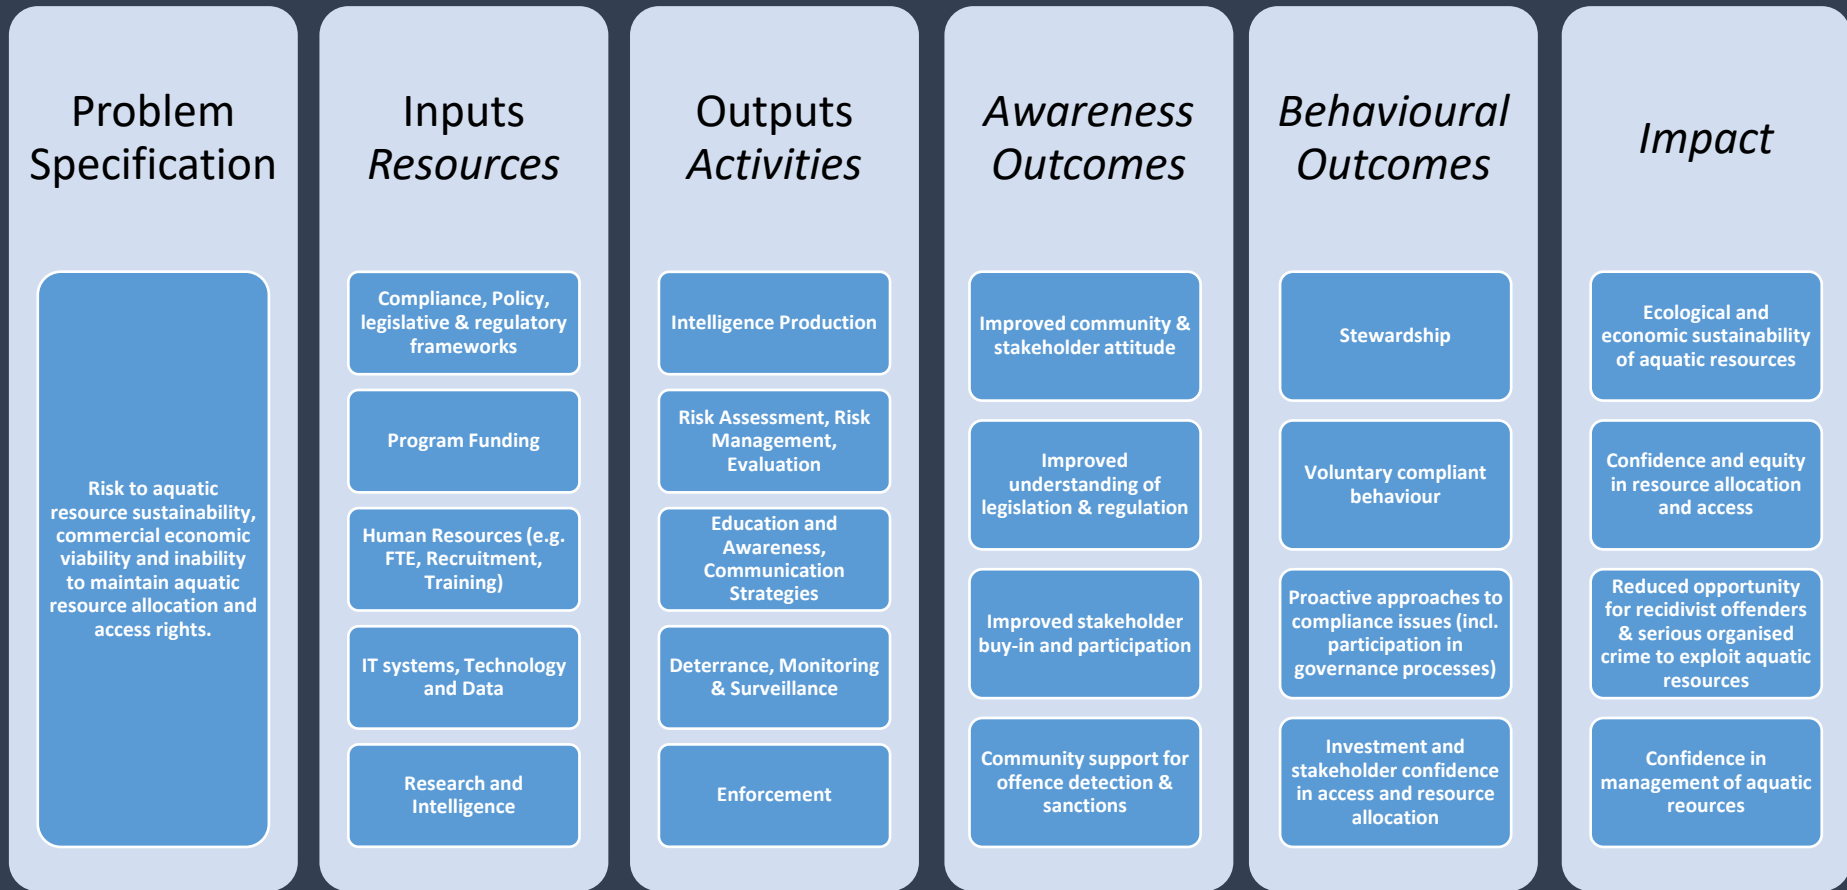 Problem
Specification
Risk to aquatic
resource sustainability,
commercial economic
viability and inability
to maintain aquatic
resource allocation and
access rights.
Inputs
Resources
Compliance, Policy,
legislative & regulatory
frameworks
Program Funding
Human Resources (e.g.
FTE, Recruitment,
Training)
IT systems, Technology
and Data
Research and
Intelligence
Outputs
Activities
Intelligence Production
Risk Assessment, Risk
Management,
Evaluation
Education and
Awareness,
Communication
Strategies
Deterrance, Monitoring
& Surveillance
Enforcement
Awareness
Outcomes
Improved community &
stakeholder attitude
Improved
understanding of
legislation & regulation
Improved stakeholder
buy-in and participation
Community support for
offence detection &
sanctions
Behavioural
Outcomes
Stewardship
Voluntary compliant
behaviour
Proactive approaches to
compliance issues (incl.
participation in
governance processes)
Investment and
stakeholder confidence
in access and resource
allocation
Impact
Ecological and
economic sustainability
of aquatic resources
Confidence and equity
in resource allocation
and access
Reduced opportunity
for recidivist offenders
& serious organised
crime to exploit aquatic
resources
Confidence in
management of aquatic
reources